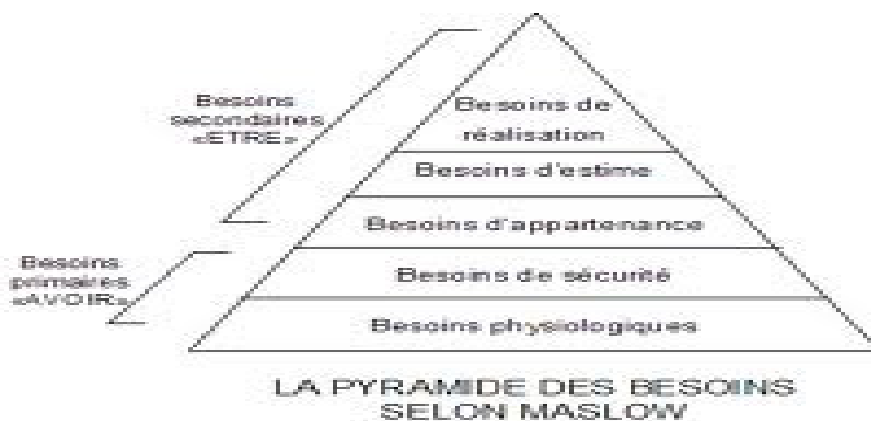 Besoins
secondaires
«ETRE»
Besoins de
réalisation
Besoins d'estime
Besoins d'appartenance
Besoins
primaires
«AVOIR»
Besoins de sécurité
Besoins physiologiques
LA PYRAMIDE DES BESOINS
SELON MASLOW